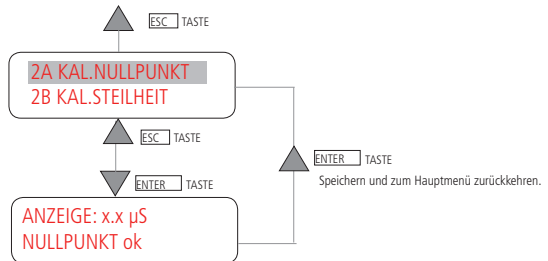 ESC TASTE
2A KAL.NULLPUNKT
2B KAL.STEILHEIT
ESC TASTE
ENTER TASTE
Speichern und zum Hauptmenü zurückkehren.
ENTER TASTE
ANZEIGE: x.x µS
NULLPUNKT ok